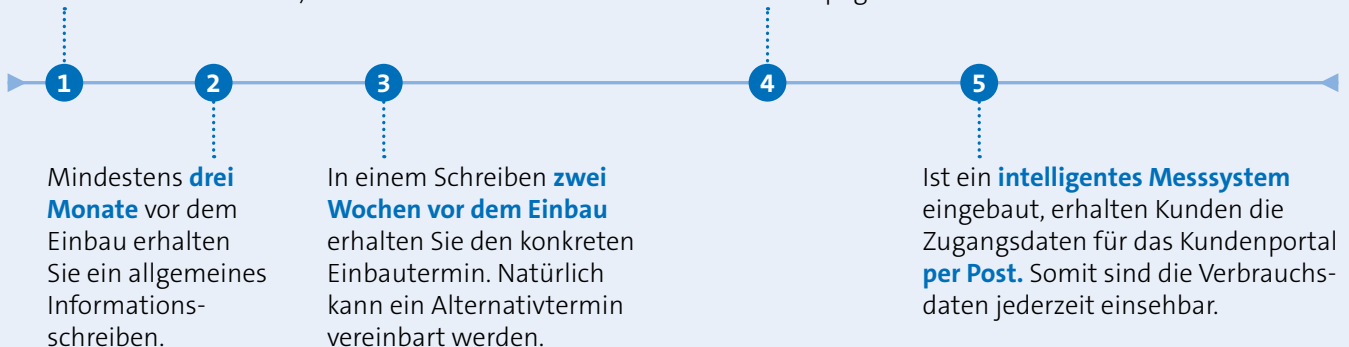 1 2 3 4 5
Mindestens drei
Monate vor dem
Einbau erhalten
Sie ein allgemeines
Informations-
schreiben.
In einem Schreiben zwei
Wochen vor dem Einbau
erhalten Sie den konkreten
Einbautermin. Natürlich
kann ein Alternativtermin
vereinbart werden.
Ist ein intelligentes Messsystem
eingebaut, erhalten Kunden die
Zugangsdaten für das Kundenportal
per Post. Somit sind die Verbrauchs-
daten jederzeit einsehbar.